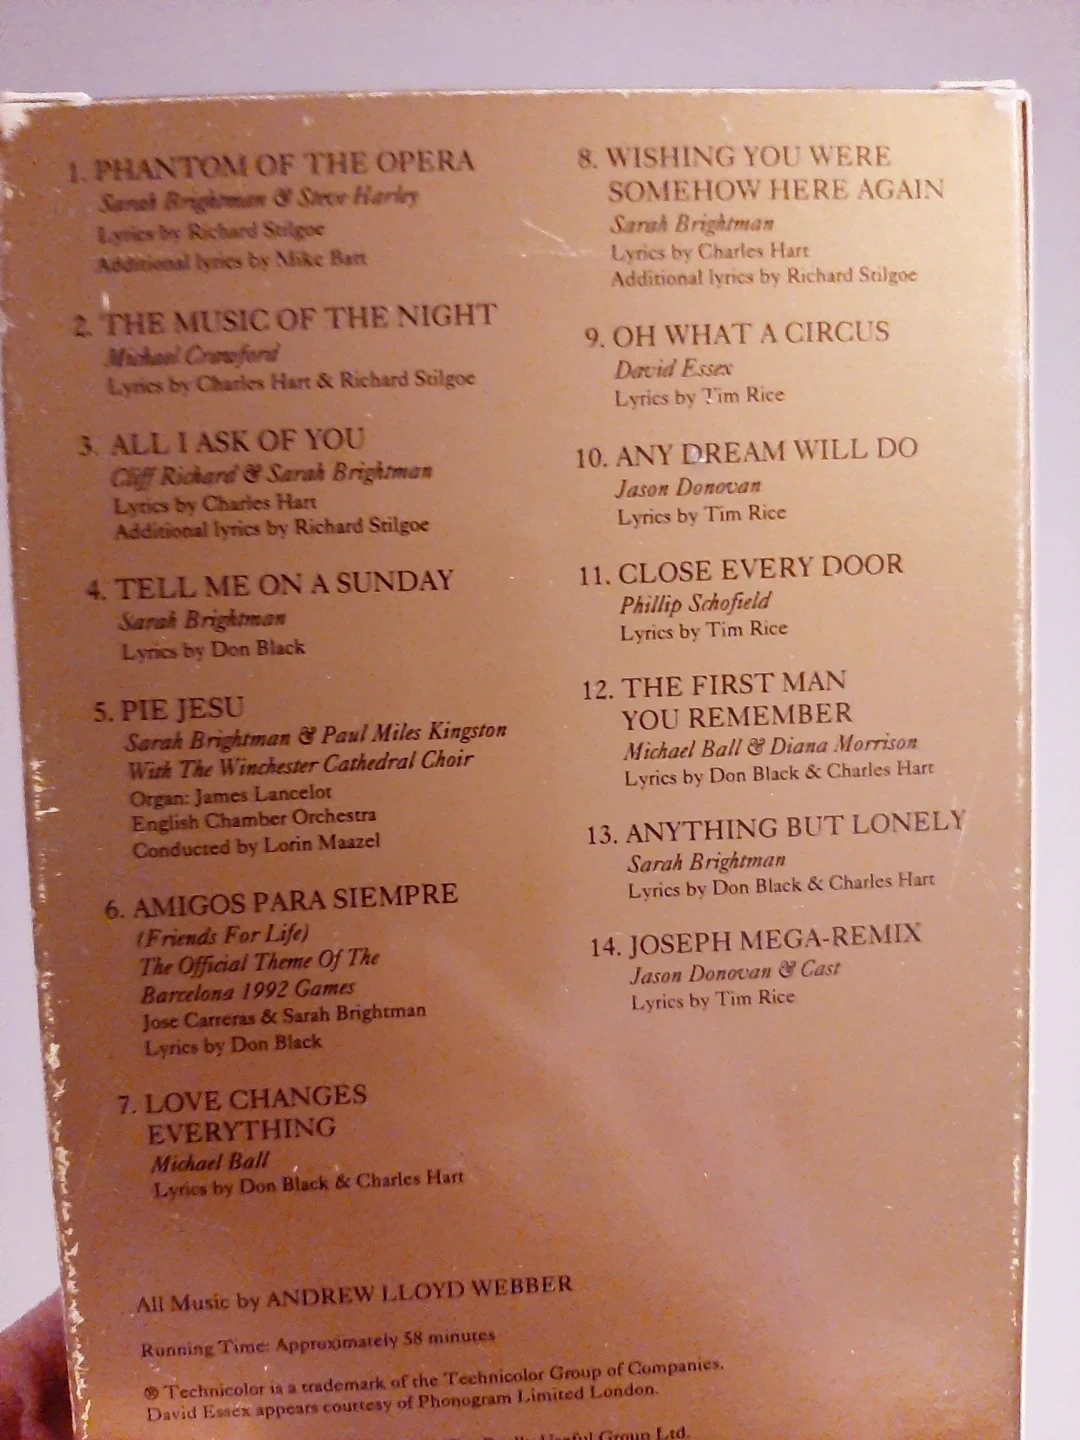 1. PHANTOM OF THE OPERA
Sarah Brightman & Steve Harley
Lyrics by Richard Stilgoe
Additional lyrics by Mike Batt
2. THE MUSIC OF THE NIGHT
Michael Crawford
Lyrics by Charles Hart & Richard Stilgoe
3. ALL I ASK OF YOU
Cliff Richard & Sarah Brightman
Lyrics by Charles Hart
Additional lyrics by Richard Stilgoe
4. TELL ME ON A SUNDAY
Sarah Brightman
Lyrics by Don Black
5. PIE JESU
Sarah Brightman & Paul Miles Kingston
With The Winchester Cathedral Choir
Organ: James Lancelot
English Chamber Orchestra
Conducted by Lorin Maazel
6. AMIGOS PARA SIEMPRE
(Friends For Life)
The Official Theme Of The
Barcelona 1992 Games
Jose Carreras & Sarah Brightman
Lyrics by Don Black
7. LOVE CHANGES
EVERYTHING
Michael Ball
Lyrics by Don Black & Charles Hart
8. WISHING YOU WERE
SOMEHOW HERE AGAIN
Sarah Brightman
Lyrics by Charles Hart
Additional lyrics by Richard Stilgoe
9. OH WHAT A CIRCUS
David Essex
Lyrics by Tim Rice
10. ANY DREAM WILL DO
Jason Donovan
Lyrics by Tim Rice
11. CLOSE EVERY DOOR
Phillip Schofield
Lyrics by Tim Rice
12. THE FIRST MAN
YOU REMEMBER
Michael Ball & Diana Morrison
Lyrics by Don Black & Charles Hart
13. ANYTHING BUT LONELY
Sarah Brightman
Lyrics by Don Black & Charles Hart
14. JOSEPH MEGA-REMIX
Jason Donovan & Cast
Lyrics by Tim Rice
All Music by ANDREW LLOYD WEBBER
Running Time: Approximately 58 minutes
® Technicolor is a trademark of the Technicolor Group of Companies.
David Essex appears courtesy of Phonogram Limited London.
Group Ltd.